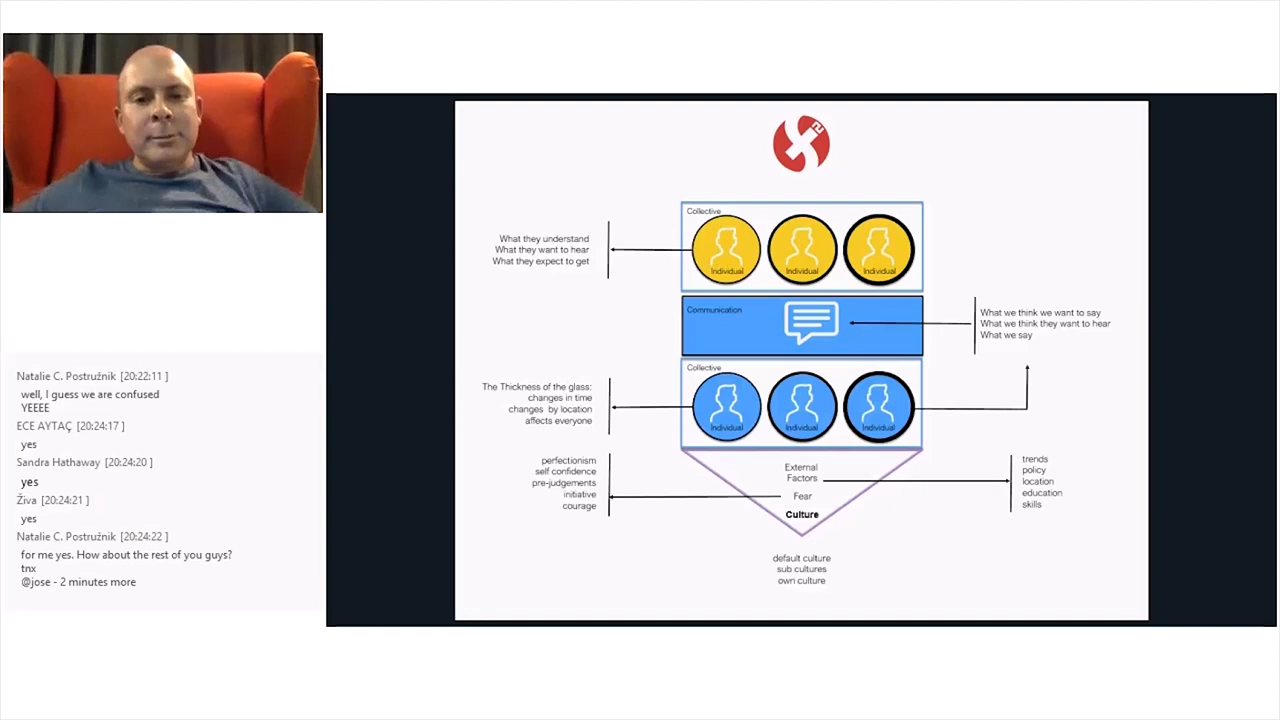 Natalie C. Postružnik [20:22:11 ]
well, I guess we are confused
YEEEE
ECE AYTAÇ [20:24:17 ]
yes
Sandra Hathaway [20:24:20 ]
yes
Živa [20:24:21 ]
yes
Natalie C. Postružnik [20:24:22 ]
for me yes. How about the rest of you guys?
tnx
@jose - 2 minutes more
2
Collective
Individual
Individual
Individual
What they understand
What they want to hear
What they expect to get
Communication
What we think we want to say
What we think they want to hear
What we say
Collective
Individual
Individual
Individual
The Thickness of the glass:
changes in time
changes by location
affects everyone
perfectionism
self confidence
pre-judgements
initiative
courage
External
Factors
Fear
Culture
trends
policy
location
education
skills
default culture
sub cultures
own culture